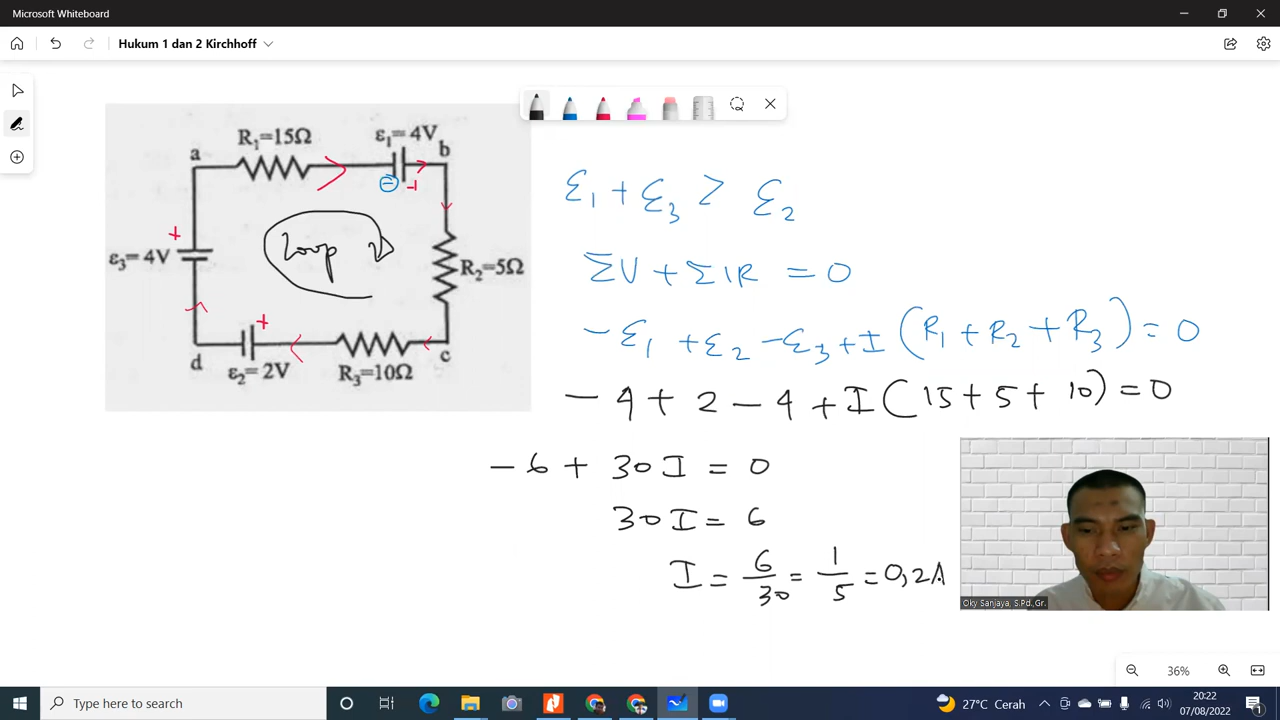 Microsoft Whiteboard
Hukum 1 dan 2 Kirchhoff
R₁=15Ω
ε₁=4V
a
b
+
ε₃=4V
⊖
+
Loop
R₂=5Ω
+
d
ε₂=2V
R₃=10Ω
c
ε₁ + ε₃ > ε₂
ΣV + ΣIR = 0
- ε₁ + ε₂ - ε₃ + I (R₁ + R₂ + R₃) = 0
- 4 + 2 - 4 + I (15 + 5 + 10) = 0
- 6 + 30 I = 0
30 I = 6
I = 6/30 = 1/5 = 0,2A
Oky Sanjaya, S.Pd.,Gr.
36%
Type here to search
27°C Cerah
20:22
07/08/2022
1